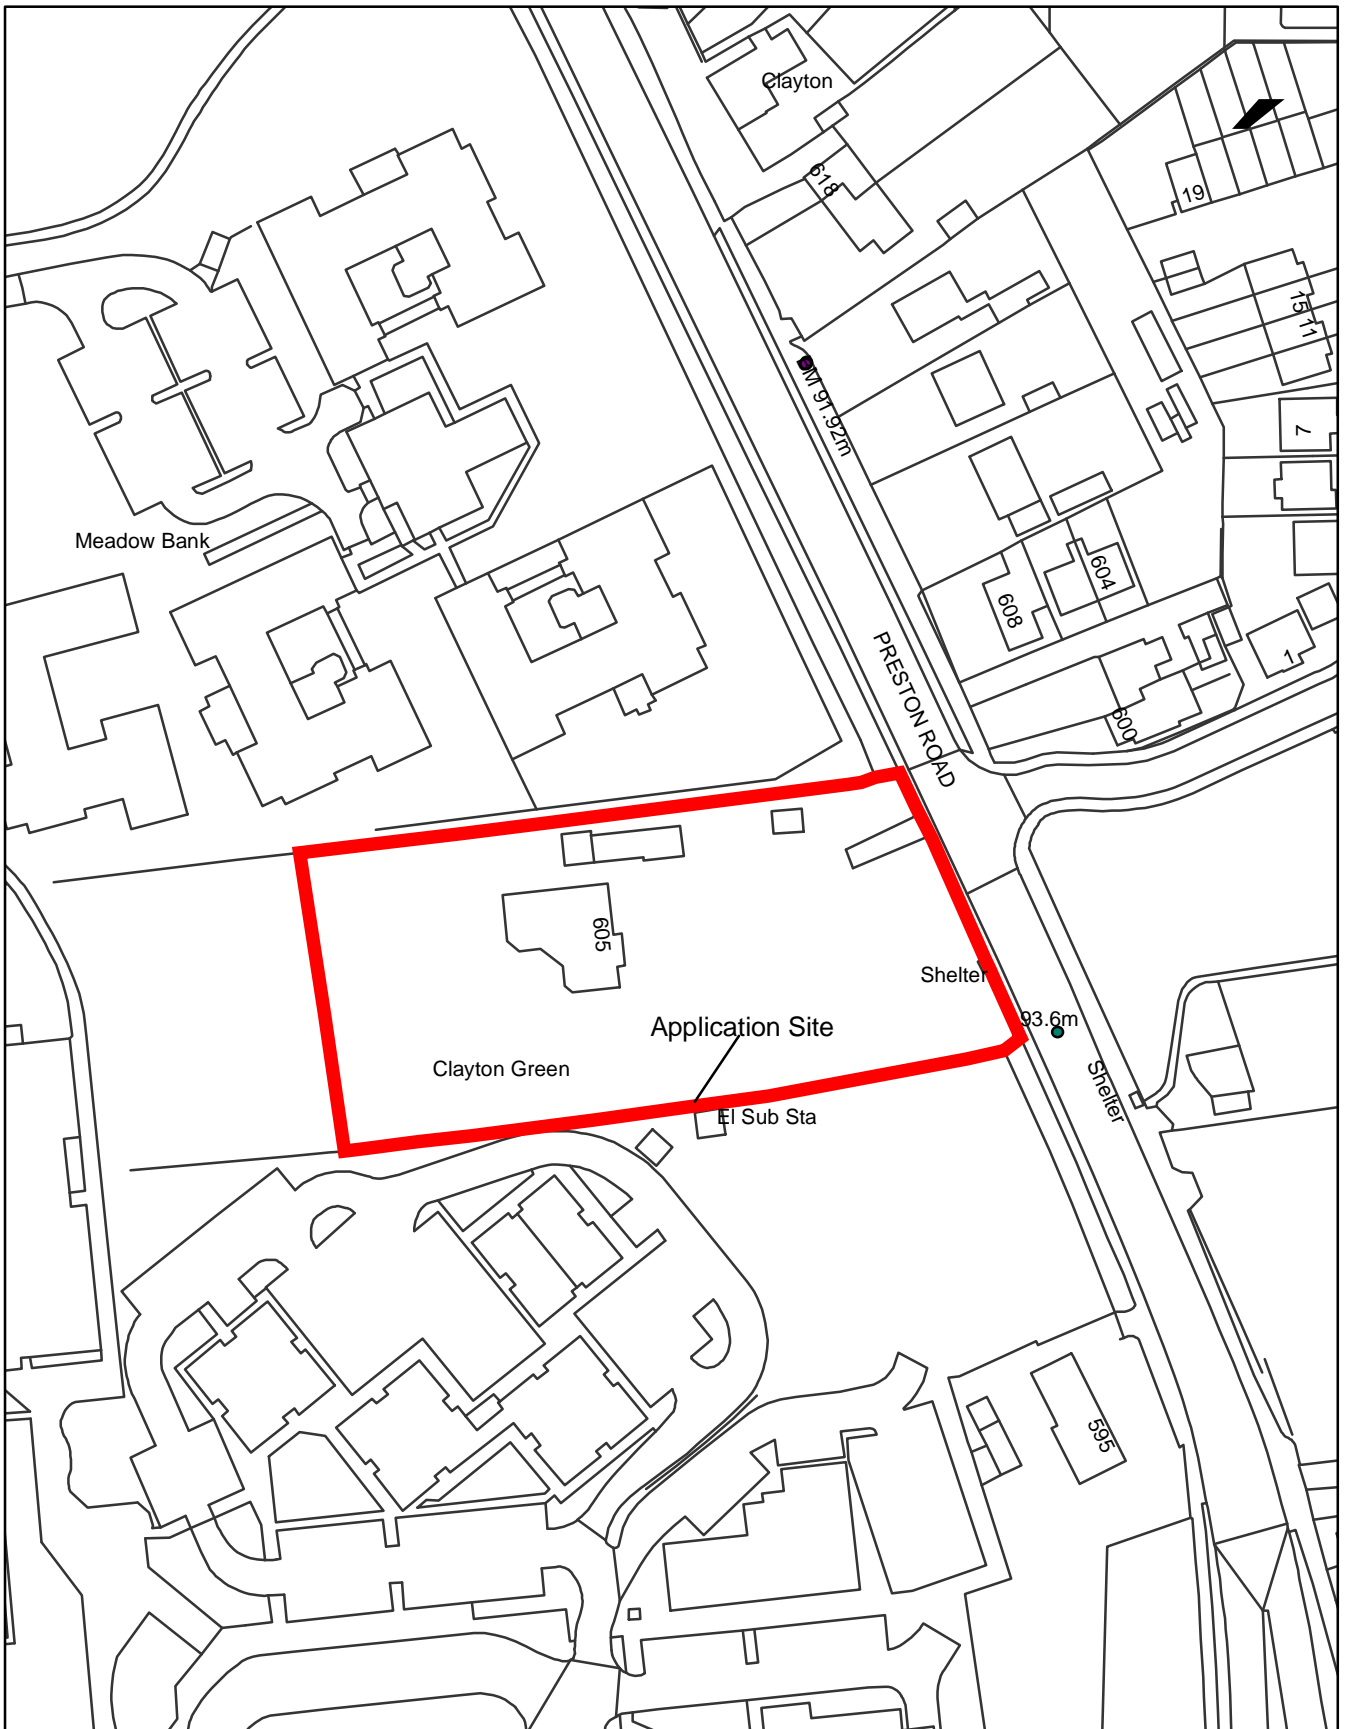 Clayton
618
19
15 11
BM 91.92m
7
Meadow Bank
604
608
1
PRESTON ROAD
600
605
Shelter
93.6m
Application Site
Clayton Green
Shelter
El Sub Sta
595